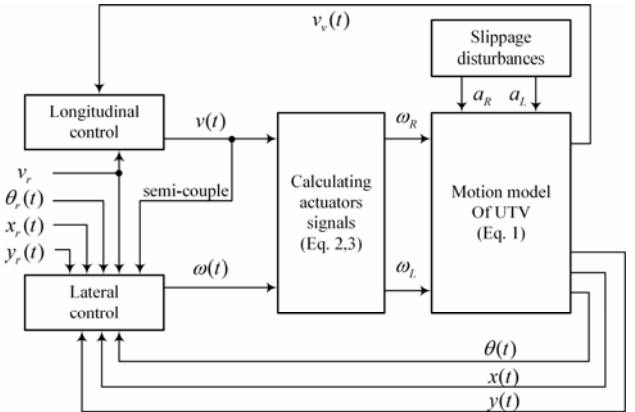 v_v(t)
Slippage
disturbances
a_R a_L
Longitudinal
control
v(t)
ω_R
v_r
semi-couple
θ_r(t)
x_r(t)
y_r(t)
Calculating
actuators
signals
(Eq. 2,3)
Motion model
Of UTV
(Eq. 1)
Lateral
control
ω(t)
ω_L
θ(t)
x(t)
y(t)